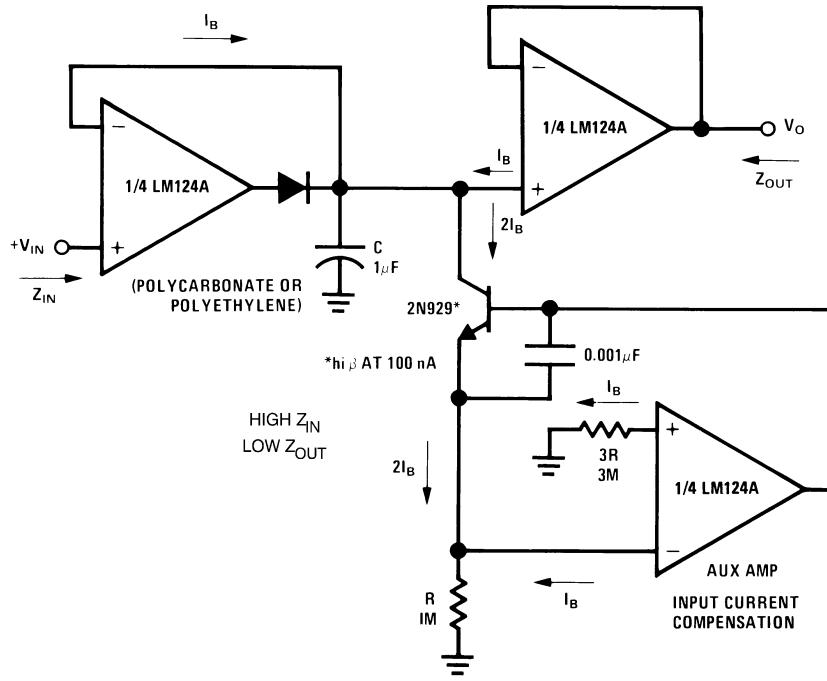 I_B
−
1/4 LM124A
+V_IN
+
Z_IN
C
1µF
(POLYCARBONATE OR
POLYETHYLENE)
−
1/4 LM124A
+
V_O
Z_OUT
I_B
2I_B
2N929*
*hi β AT 100 nA
0.001µF
HIGH Z_IN
LOW Z_OUT
2I_B
I_B
3R
3M
+
1/4 LM124A
−
AUX AMP
INPUT CURRENT
COMPENSATION
I_B
R
1M